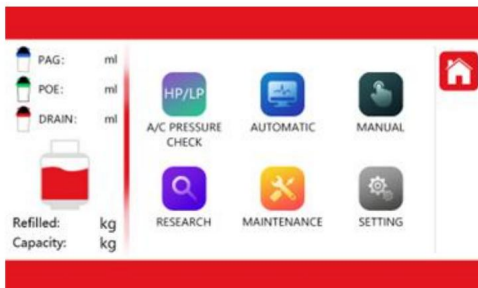 PAG: ml
POE: ml
DRAIN: ml
Refilled: kg
Capacity: kg
HP/LP
A/C PRESSURE
CHECK
AUTOMATIC
MANUAL
RESEARCH
MAINTENANCE
SETTING